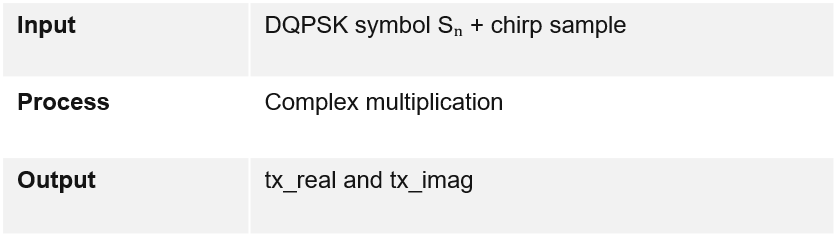 Input DQPSK symbol Sₙ + chirp sample
Process Complex multiplication
Output tx_real and tx_imag